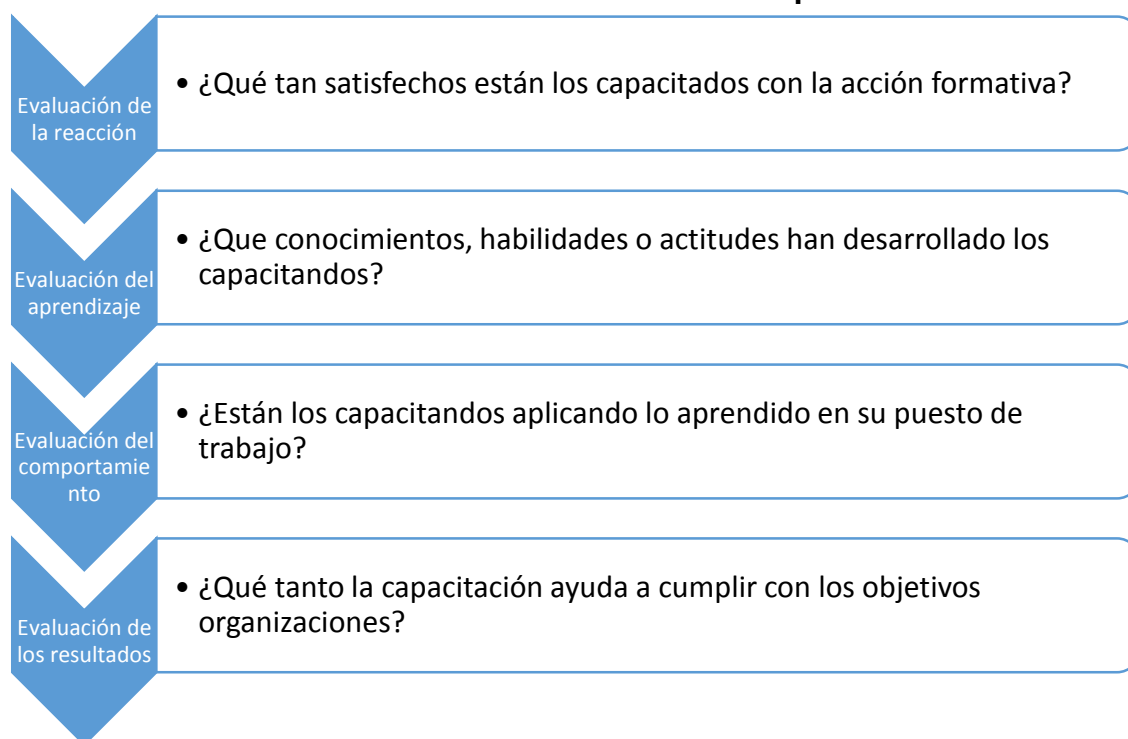 Evaluación de
la reacción
• ¿Qué tan satisfechos están los capacitados con la acción formativa?
Evaluación del
aprendizaje
• ¿Que conocimientos, habilidades o actitudes han desarrollado los
capacitandos?
Evaluación del
comportamie
nto
• ¿Están los capacitandos aplicando lo aprendido en su puesto de
trabajo?
Evaluación de
los resultados
• ¿Qué tanto la capacitación ayuda a cumplir con los objetivos
organizaciones?